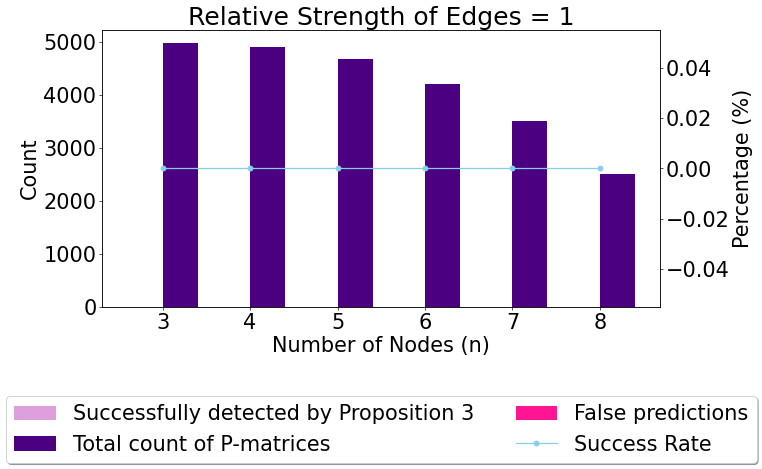 Relative Strength of Edges = 1
5000
4000
3000
2000
1000
0
Count
0.04
0.02
0.00
−0.02
−0.04
Percentage (%)
3 4 5 6 7 8
Number of Nodes (n)
Successfully detected by Proposition 3
Total count of P-matrices
False predictions
Success Rate